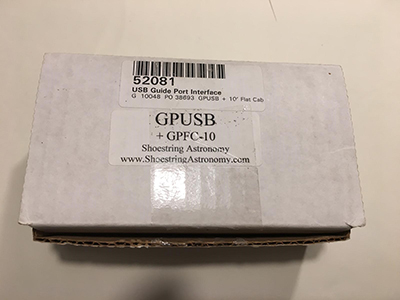 52081
USB Guide Port Interface
G 10048 PO 38893 GPUSB + 10' Flat Cab
GPUSB
+ GPFC-10
Shoestring Astronomy
www.ShoestringAstronomy.com